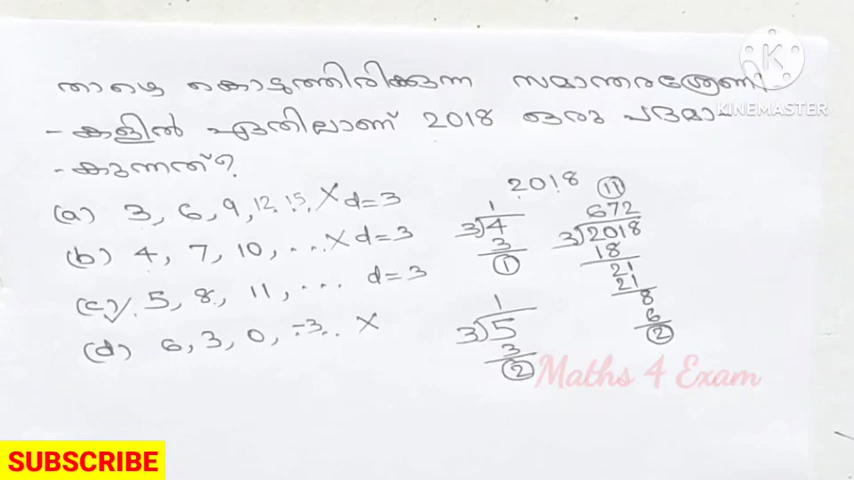 താഴെ കൊടുത്തിരിക്കുന്ന സമാന്തരശ്രേണി
-കളിൽ ഏതിലാണ് 2018 ഒരു പദമാ-
-കുന്നത്?
(a) 3, 6, 9, 12, 15, .. X d=3
(b) 4, 7, 10, ... X d=3
(c) ✓ 5, 8, 11, ... d=3
(d) 6, 3, 0, -3.. X
2018 11
1
3)4
3
1
672
3)2018
18
21
21
8
6
2
1
3)5
3
2
K
KINEMASTER
Maths 4 Exam
SUBSCRIBE